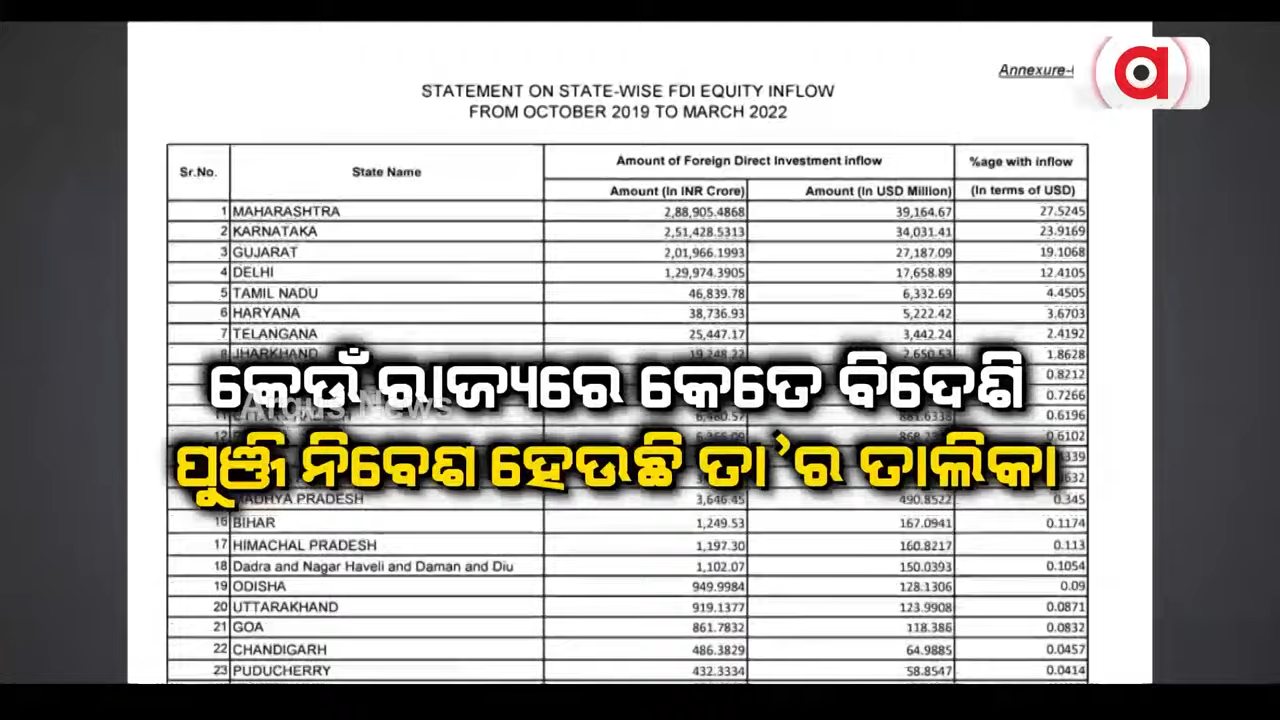 Annexure-
STATEMENT ON STATE-WISE FDI EQUITY INFLOW
FROM OCTOBER 2019 TO MARCH 2022
Sr.No. State Name Amount of Foreign Direct Investment inflow %age with inflow
Amount (In INR Crore) Amount (In USD Million) (In terms of USD)
1 MAHARASHTRA 2,88,905.4868 39,164.67 27.5245
2 KARNATAKA 2,51,428.5313 34,031.41 23.9169
3 GUJARAT 2,01,966.1993 27,187.09 19.1068
4 DELHI 1,29,974.3905 17,658.89 12.4105
5 TAMIL NADU 46,839.78 6,332.69 4.4505
6 HARYANA 38,736.93 5,222.42 3.6703
7 TELANGANA 25,447.17 3,442.24 2.4192
8 JHARKHAND 19,248.22 2,650.53 1.8628
0.8212
0.7266
0.6196
12 0.6102
କେଉଁ ରାଜ୍ୟରେ କେତେ ବିଦେଶି
Argus News
ପୁଞ୍ଜି ନିବେଶ ହେଉଛି ତା'ର ତାଲିକା
MADHYA PRADESH 3,646.45 490.8522 0.345
16 BIHAR 1,249.53 167.0941 0.1174
17 HIMACHAL PRADESH 1,197.30 160.8217 0.113
18 Dadra and Nagar Haveli and Daman and Diu 1,102.07 150.0393 0.1054
19 ODISHA 949.9984 128.1306 0.09
20 UTTARAKHAND 919.1377 123.9908 0.0871
21 GOA 861.7832 118.386 0.0832
22 CHANDIGARH 486.3829 64.9885 0.0457
23 PUDUCHERRY 432.3334 58.8547 0.0414